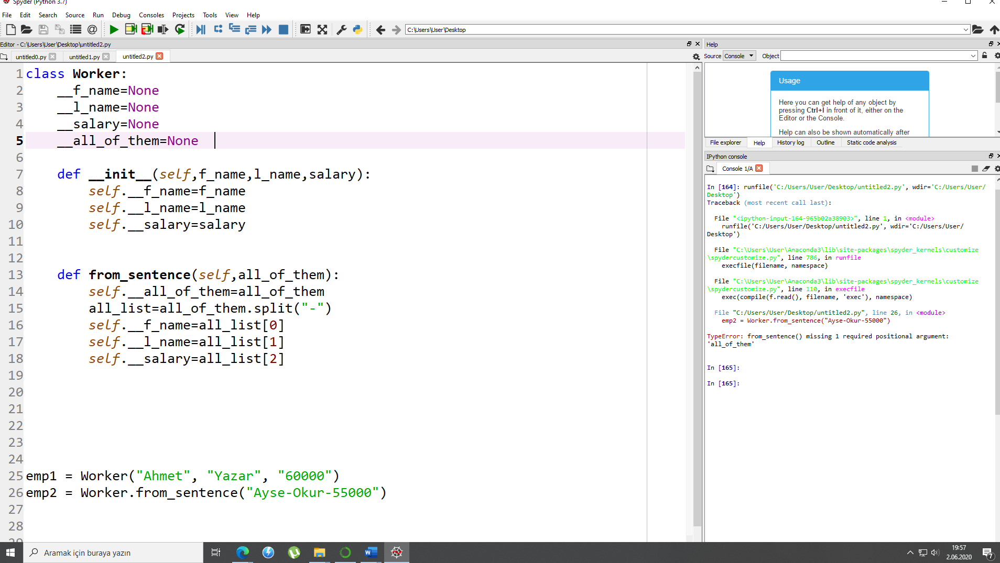 Spyder (Python 3.7)
File Edit Search Source Run Debug Consoles Projects Tools View Help
C:\Users\User\Desktop
Editor - C:\Users\User\Desktop\untitled2.py
untitled0.py untitled1.py untitled2.py
1 class Worker:
2     __f_name=None
3     __l_name=None
4     __salary=None
5     __all_of_them=None
6
7     def __init__(self,f_name,l_name,salary):
8         self.__f_name=f_name
9         self.__l_name=l_name
10         self.__salary=salary
11
12
13     def from_sentence(self,all_of_them):
14         self.__all_of_them=all_of_them
15         all_list=all_of_them.split("-")
16         self.__f_name=all_list[0]
17         self.__l_name=all_list[1]
18         self.__salary=all_list[2]
19
20
21
22
23
24
25 emp1 = Worker("Ahmet", "Yazar", "60000")
26 emp2 = Worker.from_sentence("Ayse-Okur-55000")
27
28
29
Help
Source Console Object
Usage
Here you can get help of any object by
pressing Ctrl+I in front of it, either on the
Editor or the Console.
Help can also be shown automatically after
File explorer Help History log Outline Static code analysis
IPython console
Console 1/A
In [164]: runfile('C:/Users/User/Desktop/untitled2.py', wdir='C:/Users/User/
Desktop')
Traceback (most recent call last):
File "<ipython-input-164-965b02a38903>", line 1, in <module>
runfile('C:/Users/User/Desktop/untitled2.py', wdir='C:/Users/User/
Desktop')
File "C:\Users\User\Anaconda3\lib\site-packages\spyder_kernels\customize
\spydercustomize.py", line 786, in runfile
execfile(filename, namespace)
File "C:\Users\User\Anaconda3\lib\site-packages\spyder_kernels\customize
\spydercustomize.py", line 110, in execfile
exec(compile(f.read(), filename, 'exec'), namespace)
File "C:/Users/User/Desktop/untitled2.py", line 26, in <module>
emp2 = Worker.from_sentence("Ayse-Okur-55000")
TypeError: from_sentence() missing 1 required positional argument:
'all_of_them'
In [165]:
In [165]:
Aramak için buraya yazın
19:57
2.06.2020
7